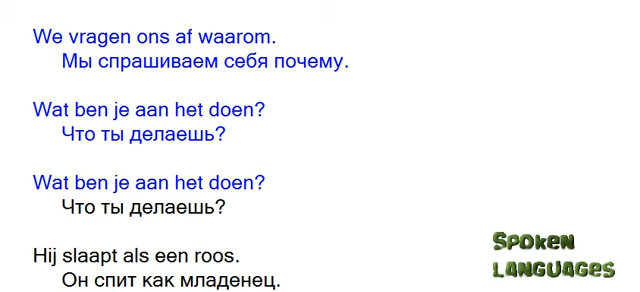 We vragen ons af waarom.
Мы спрашиваем себя почему.
Wat ben je aan het doen?
Что ты делаешь?
Wat ben je aan het doen?
Что ты делаешь?
Hij slaapt als een roos.
Он спит как младенец.
Spoken
Languages